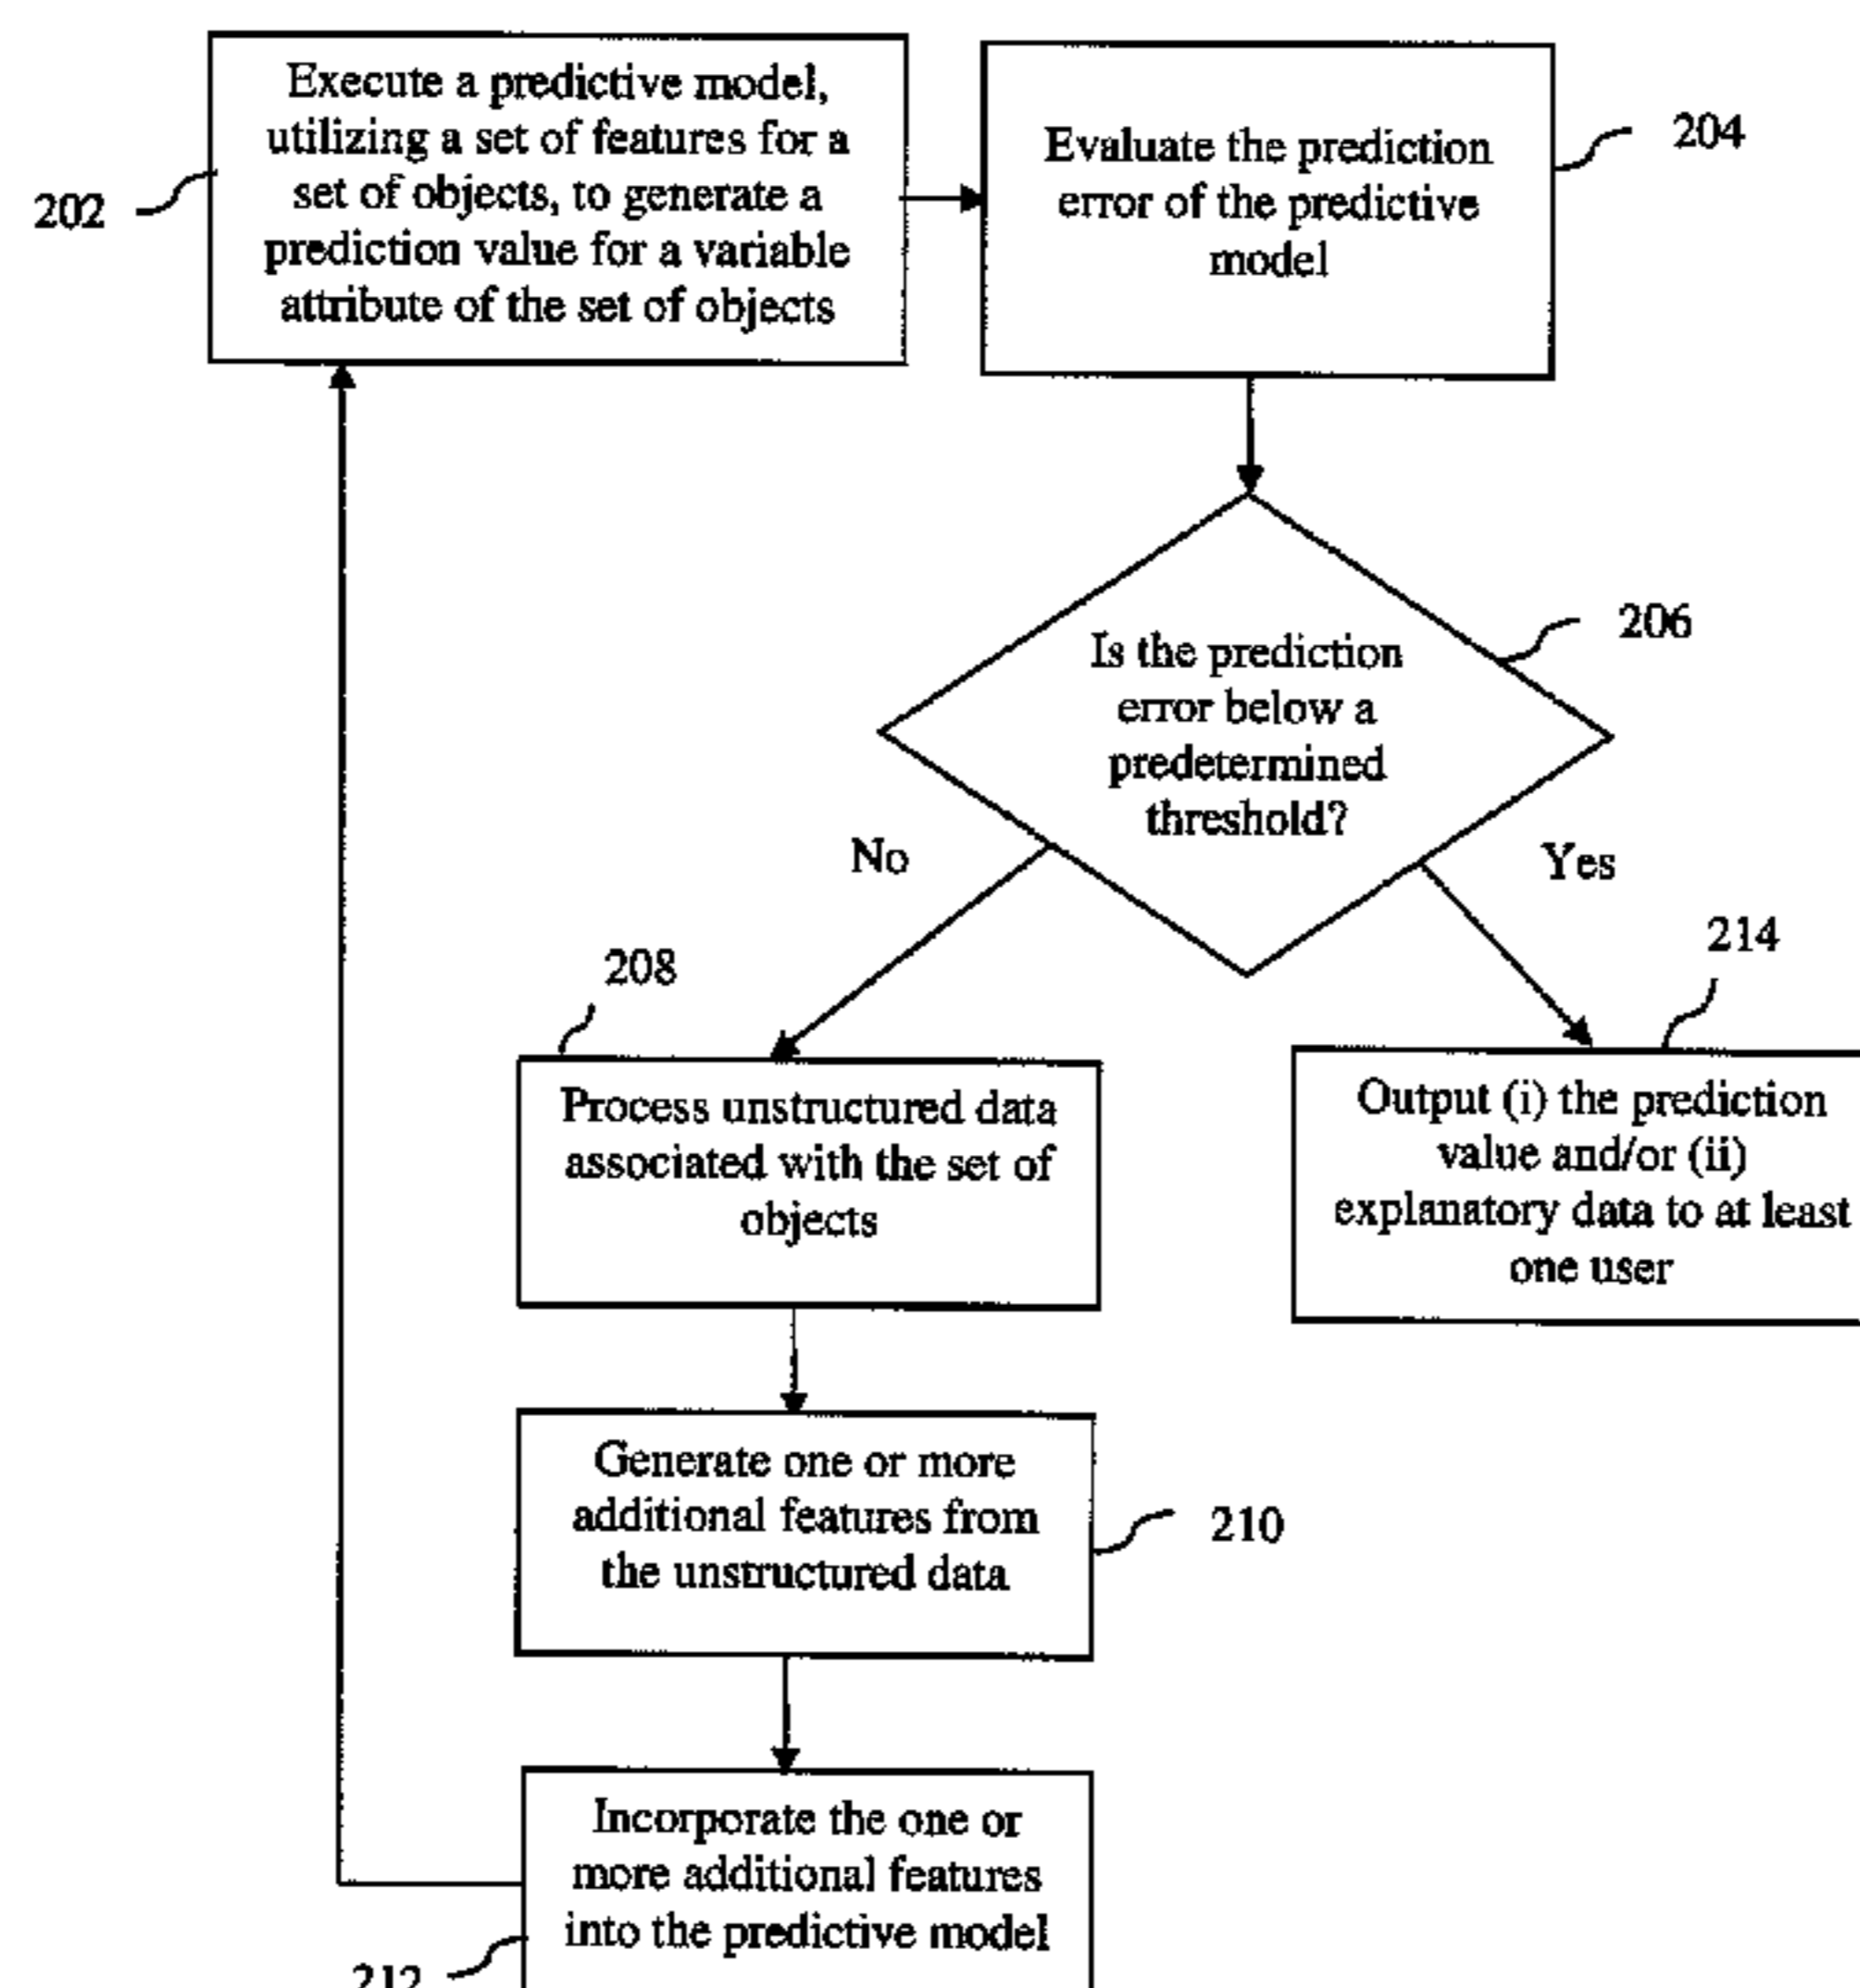 Execute a predictive model,
utilizing a set of features for a
set of objects, to generate a
prediction value for a variable
attribute of the set of objects
202
Evaluate the prediction
error of the predictive
model
204
Is the prediction
error below a
predetermined
threshold?
206
No
Yes
208
Process unstructured data
associated with the set of
objects
214
Output (i) the prediction
value and/or (ii)
explanatory data to at least
one user
Generate one or more
additional features from
the unstructured data
210
Incorporate the one or
more additional features
into the predictive model
212